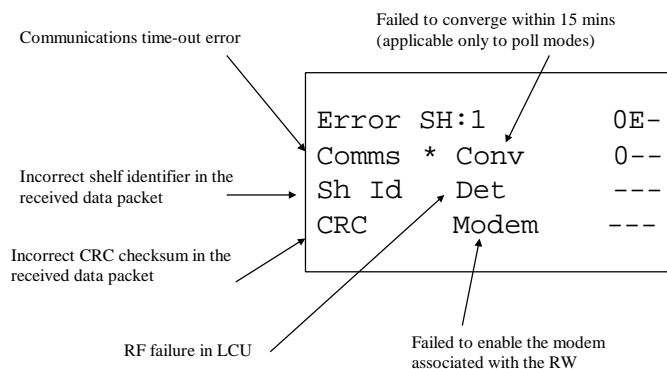 Failed to converge within 15 mins
(applicable only to poll modes)
Communications time-out error
Error SH:1 0E-
Comms * Conv 0--
Sh Id Det ---
CRC Modem ---
Incorrect shelf identifier in the
received data packet
Incorrect CRC checksum in the
received data packet
RF failure in LCU
Failed to enable the modem
associated with the RW